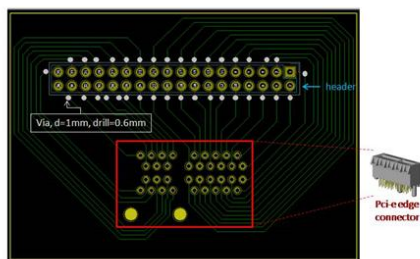 header
Via, d=1mm, drill=0.6mm
Pci-e edge
connector